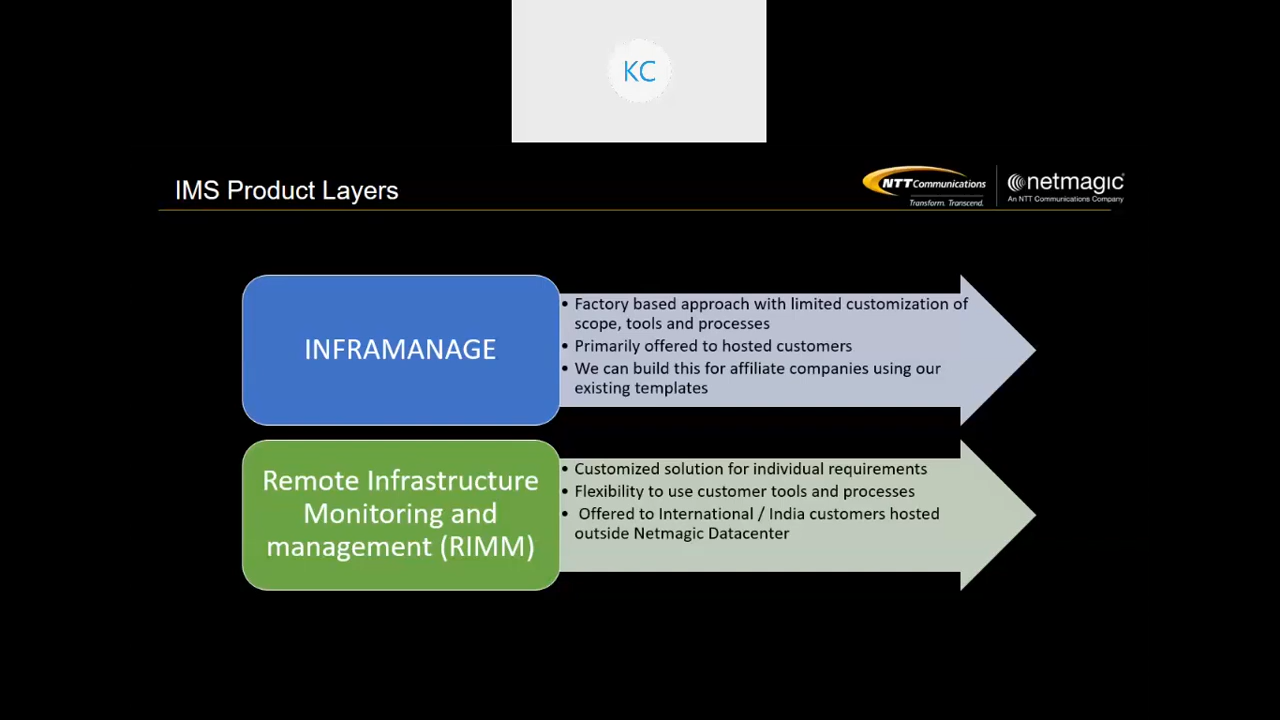 KC
IMS Product Layers
NTT Communications
Transform. Transcend.
netmagic
An NTT Communications Company
INFRAMANAGE
• Factory based approach with limited customization of
scope, tools and processes
• Primarily offered to hosted customers
• We can build this for affiliate companies using our
existing templates
Remote Infrastructure
Monitoring and
management (RIMM)
• Customized solution for individual requirements
• Flexibility to use customer tools and processes
• Offered to International / India customers hosted
outside Netmagic Datacenter